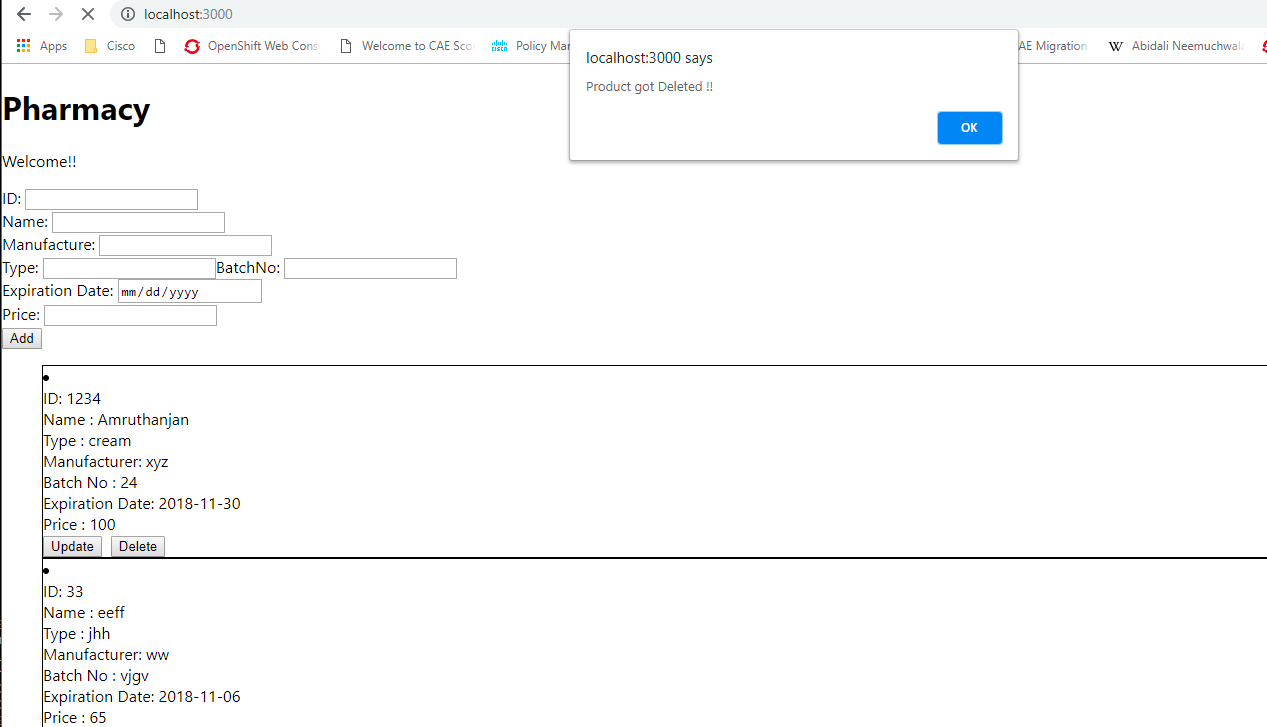 localhost:3000
Apps Cisco OpenShift Web Cons Welcome to CAE Sco Policy Mar AE Migration Abidali Neemuchwala
localhost:3000 says
Product got Deleted !!
OK
Pharmacy
Welcome!!
ID:
Name:
Manufacture:
Type: BatchNo:
Expiration Date: mm/dd/yyyy
Price:
Add
ID: 1234
Name : Amruthanjan
Type : cream
Manufacturer: xyz
Batch No : 24
Expiration Date: 2018-11-30
Price : 100
Update Delete
ID: 33
Name : eeff
Type : jhh
Manufacturer: ww
Batch No : vjgv
Expiration Date: 2018-11-06
Price : 65